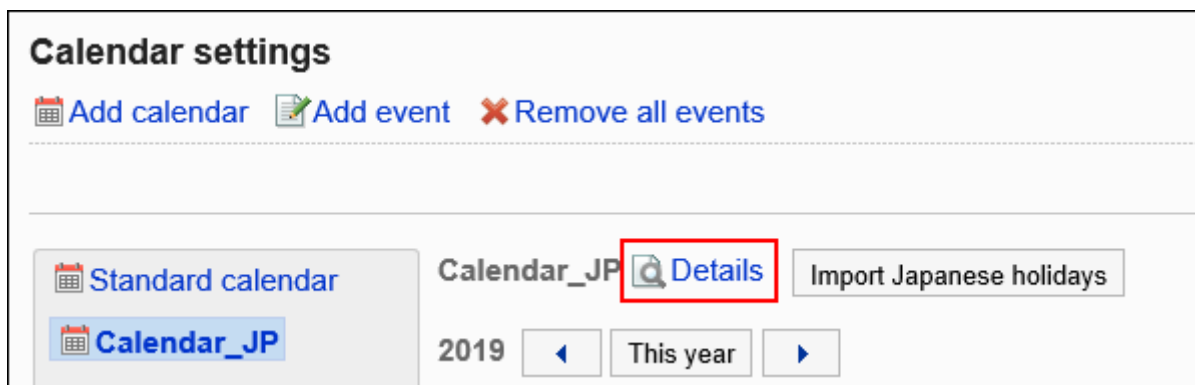 Calendar settings
Add calendar Add event Remove all events
Standard calendar
Calendar_JP
Calendar_JP Details Import Japanese holidays
2019 This year